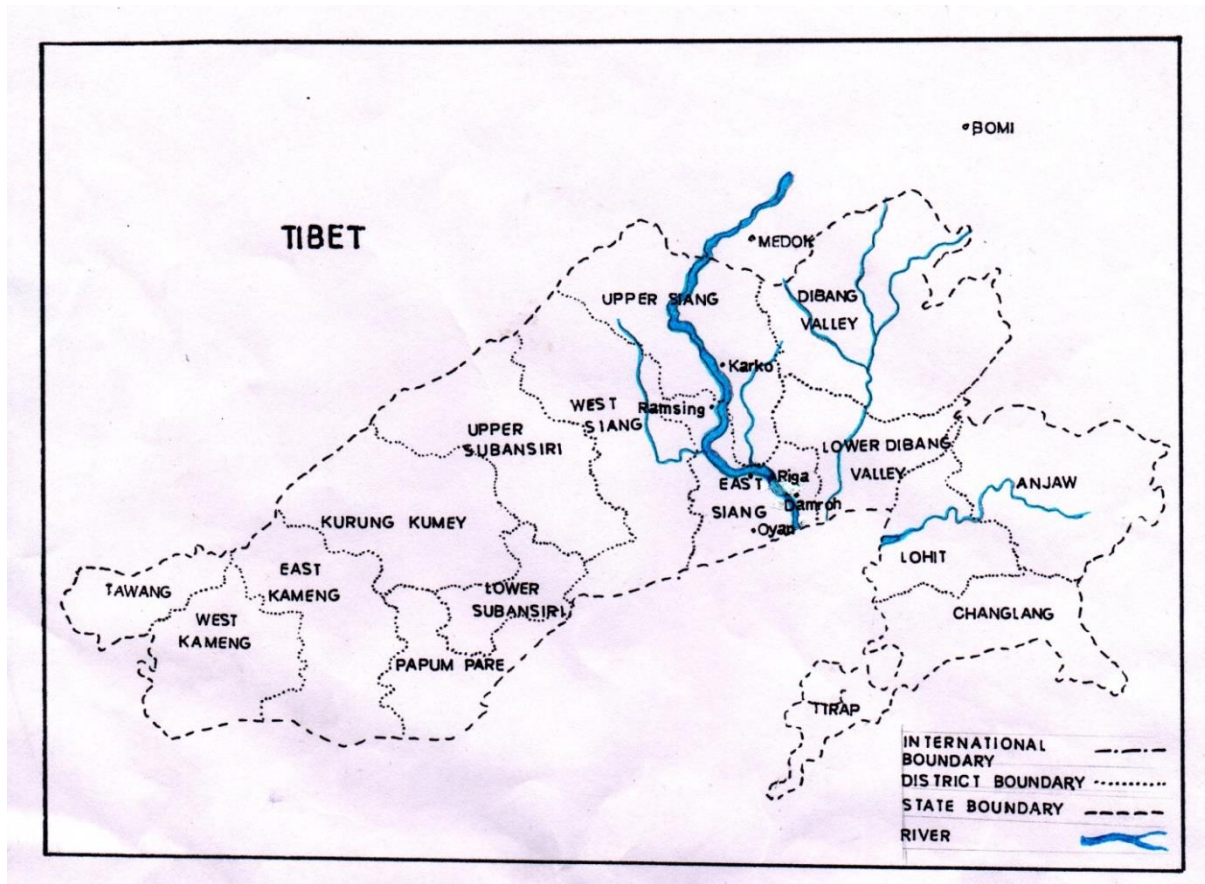 BOMI
TIBET
MEDOK
UPPER SIANG
DIBANG
VALLEY
Karko
WEST
SIANG
Ramsing
UPPER
SUBANSIRI
LOWER DIBANG
VALLEY
EAST
SIANG
Riga
Damroh
Oyan
ANJAW
KURUNG KUMEY
LOHIT
TAWANG
EAST
KAMENG
LOWER
SUBANSIRI
CHANGLANG
WEST
KAMENG
PAPUM PARE
TIRAP
INTERNATIONAL
BOUNDARY
DISTRICT BOUNDARY
STATE BOUNDARY
RIVER